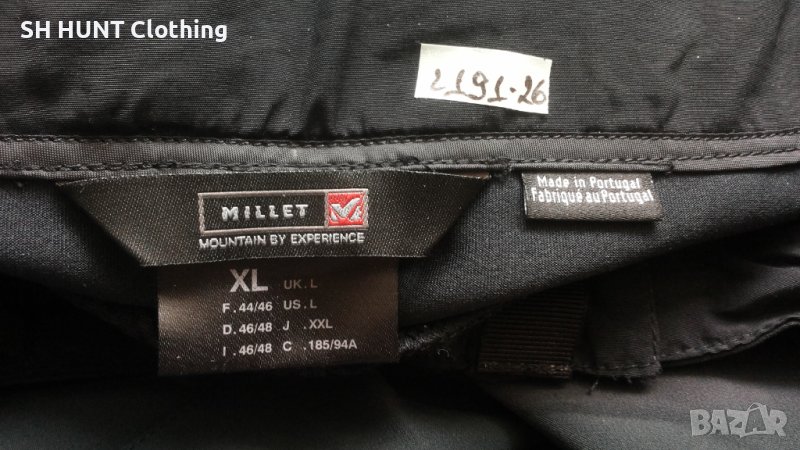 SH HUNT Clothing
2191-26
MILLET
MOUNTAIN BY EXPERIENCE
Made in Portugal
Fabriqué au Portugal
XL UK.L
F.44/46 US.L
D.46/48 J .XXL
I .46/48 C .185/94A
BAZAR